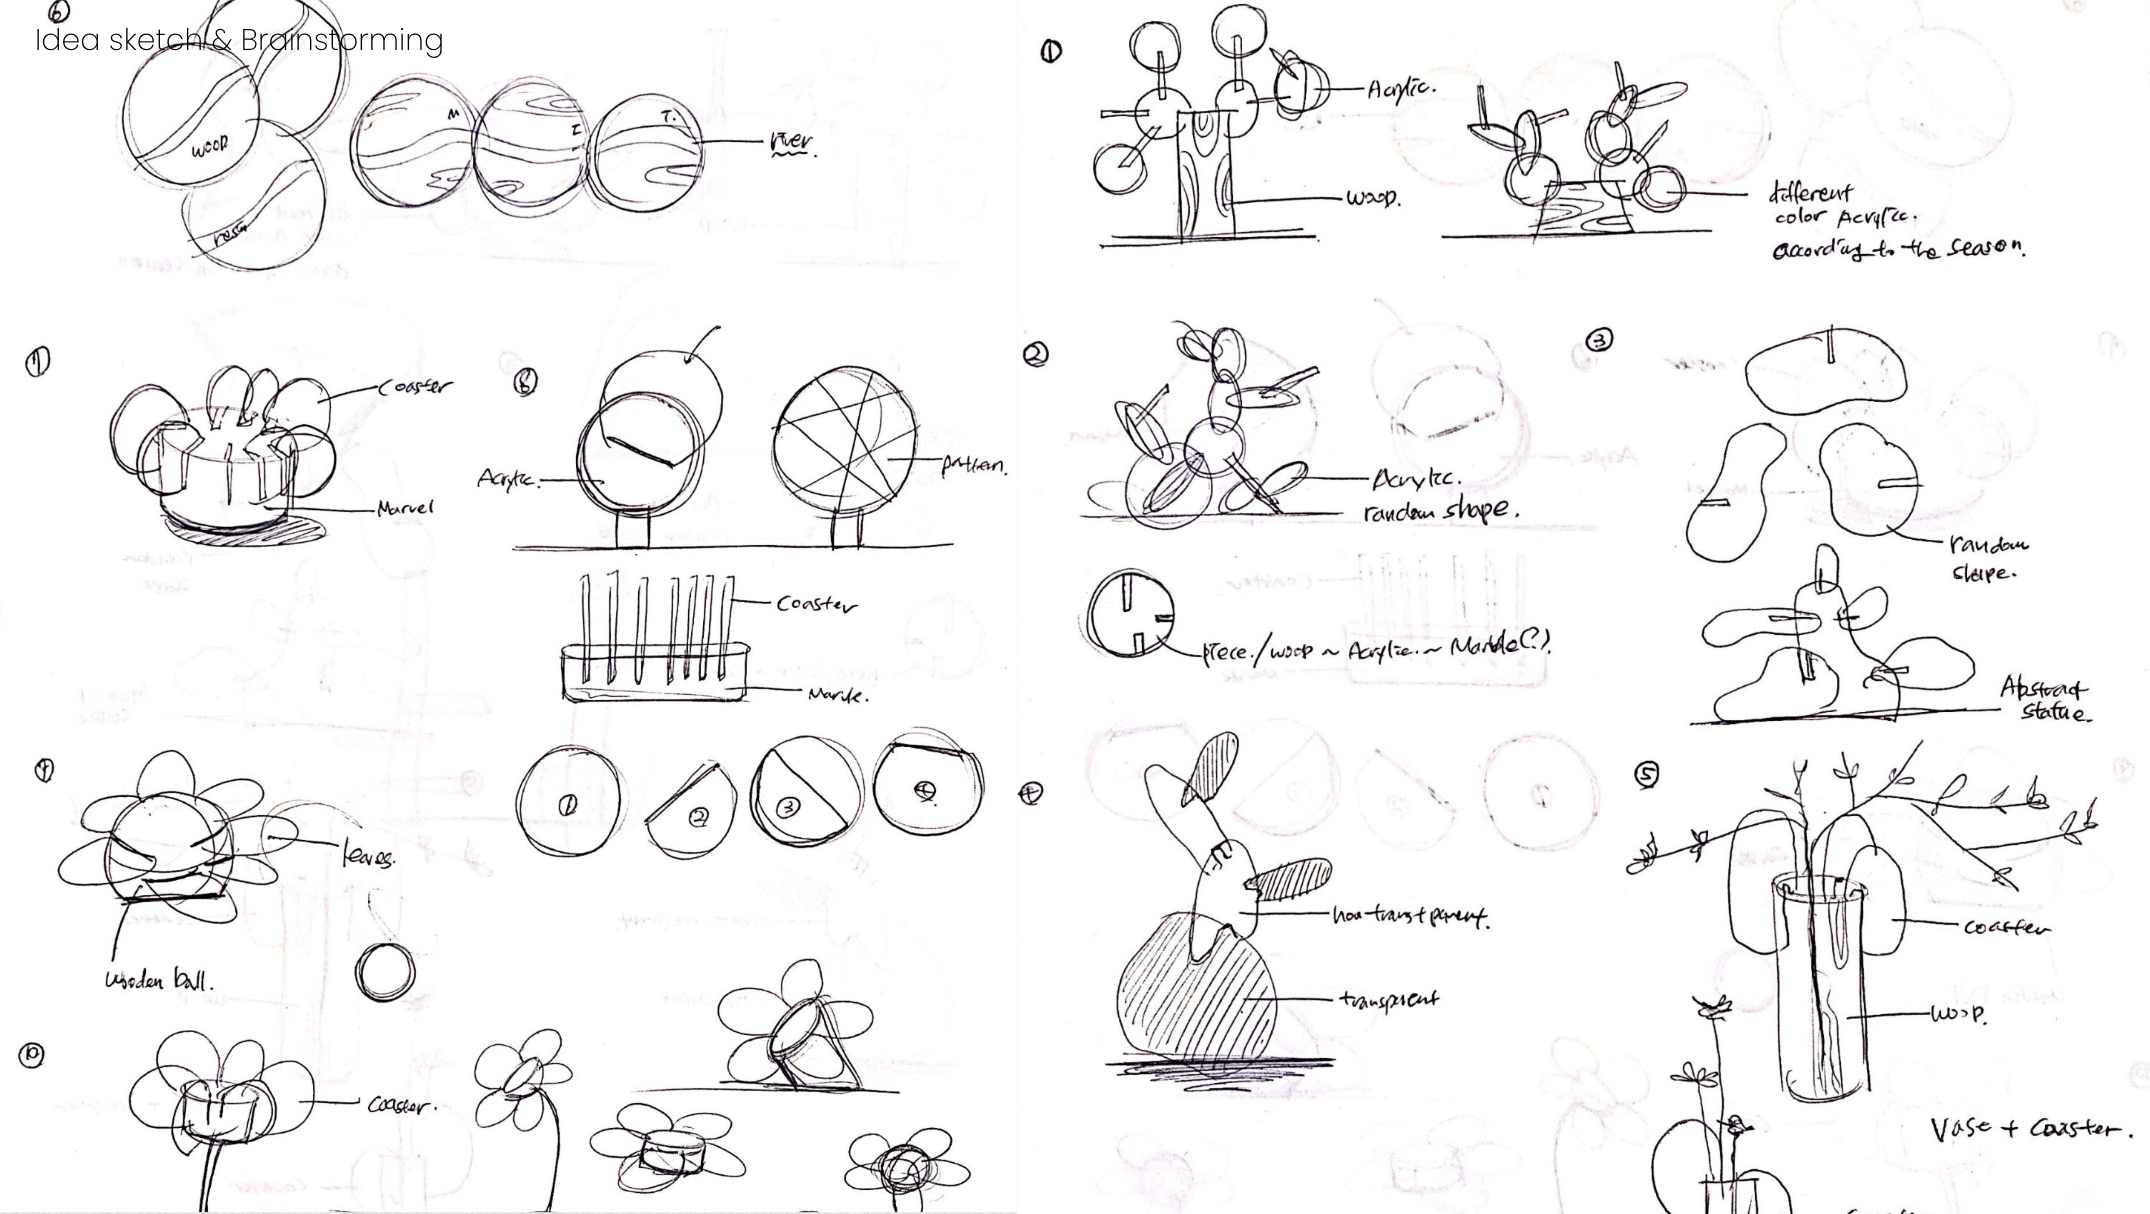 Idea sketch & Brainstorming
⑥
WOOD
resin
M
I
T.
river.
⑦
Coaster
Marvel
⑧
Acrylic.
pattern.
Coaster
Marble.
①
②
③
④
⑨
leaves.
wooden ball.
⑩
Coaster.
①
Acrylic.
WOOD.
different
color Acrylic.
according to the season.
②
Acrylic.
random shape.
piece./wood ~ Acrylic. ~ Marble(?).
③
random
shape.
Abstract
statue.
④
non-transtparent.
transparent
⑤
coaster
WOOD.
Vase + Coaster.